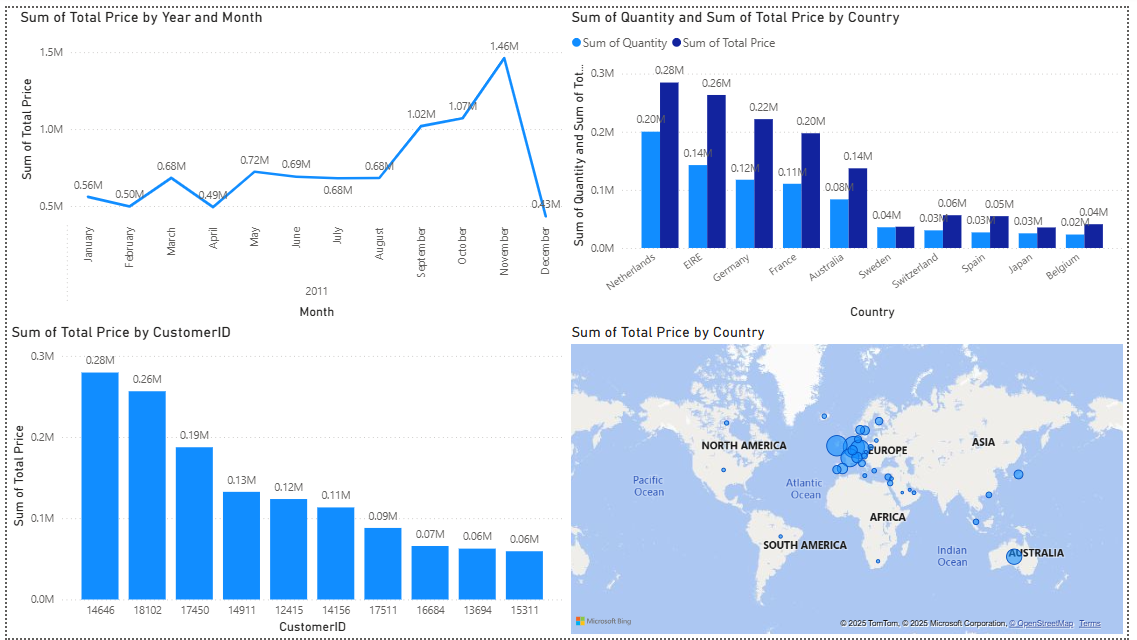 Sum of Total Price by Year and Month
Sum of Total Price
1.5M
1.0M
0.5M
0.56M
0.50M
0.68M
0.49M
0.72M
0.69M
0.68M
0.68M
1.02M
1.07M
1.46M
0.43M
January
February
March
April
May
June
July
August
September
October
November
December
2011
Month
Sum of Quantity and Sum of Total Price by Country
Sum of Quantity Sum of Total Price
Sum of Quantity and Sum of Tot...
0.3M
0.2M
0.1M
0.0M
0.20M
0.28M
0.14M
0.26M
0.12M
0.22M
0.11M
0.20M
0.08M
0.14M
0.04M
0.03M
0.06M
0.03M
0.05M
0.03M
0.02M
0.04M
Netherlands
EIRE
Germany
France
Australia
Sweden
Switzerland
Spain
Japan
Belgium
Country
Sum of Total Price by CustomerID
Sum of Total Price
0.3M
0.2M
0.1M
0.0M
0.28M
0.26M
0.19M
0.13M
0.12M
0.11M
0.09M
0.07M
0.06M
0.06M
14646
18102
17450
14911
12415
14156
17511
16684
13694
15311
CustomerID
Sum of Total Price by Country
NORTH AMERICA
EUROPE
ASIA
Pacific
Ocean
Atlantic
Ocean
AFRICA
SOUTH AMERICA
Indian
Ocean
AUSTRALIA
Microsoft Bing
© 2025 TomTom, © 2025 Microsoft Corporation, © OpenStreetMap Terms